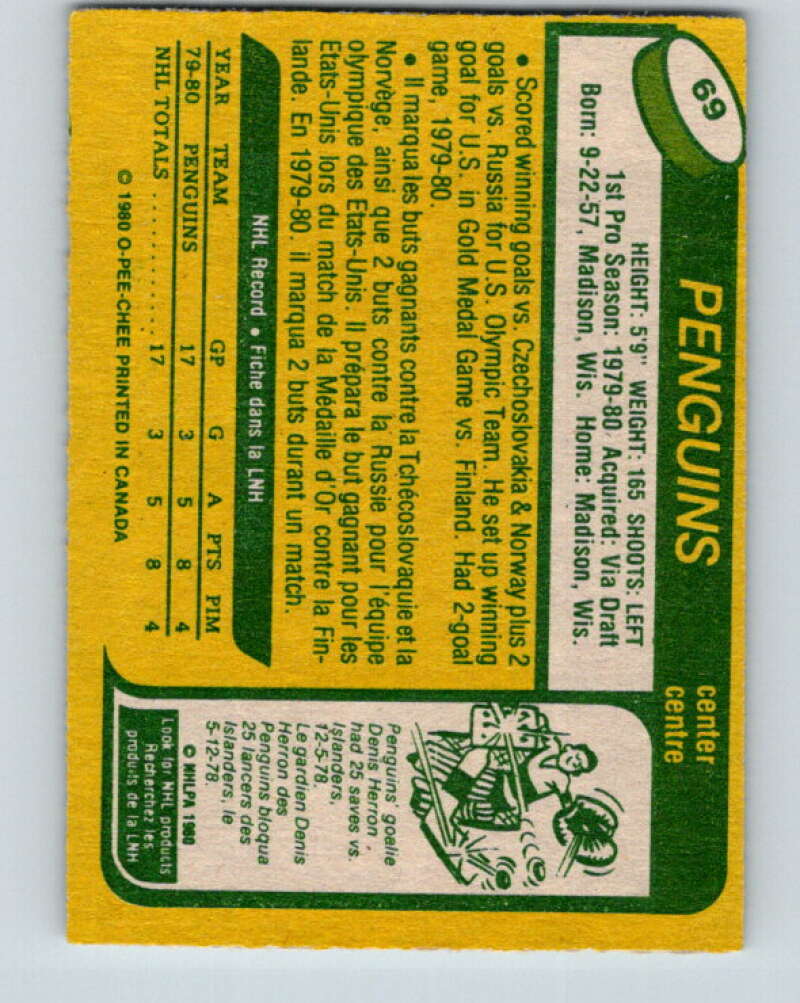 69
PENGUINS
center
centre
HEIGHT: 5'9" WEIGHT: 165 SHOOTS: LEFT
1st Pro Season: 1979-80 Acquired: Via Draft
Born: 9-22-57, Madison, Wis. Home: Madison, Wis.
• Scored winning goals vs. Czechoslovakia & Norway plus 2
goals vs. Russia for U.S. Olympic Team. He set up winning
goal for U.S. in Gold Medal Game vs. Finland. Had 2-goal
game, 1979-80.
• Il marqua les buts gagnants contre la Tchécoslovaquie et la
Norvège, ainsi que 2 buts contre la Russie pour l'équipe
olympique des Etats-Unis. Il prépara le but gagnant pour les
Etats-Unis lors du match de la Médaille d'Or contre la Fin-
lande. En 1979-80, il marqua 2 buts durant un match.
NHL Record • Fiche dans la LNH
YEAR TEAM GP G A PTS PIM
79-80 PENGUINS 17 3 5 8 4
NHL TOTALS ........... 17 3 5 8 4
© 1980 O-PEE-CHEE PRINTED IN CANADA
Penguins' goalie
Denis Herron
had 25 saves vs.
Islanders,
12-5-78.
Le gardien Denis
Herron des
Penguins bloqua
25 lancers des
Islanders, le
5-12-78.
© NHLPA 1980
Look for NHL products
Recherchez les
produits de la LNH